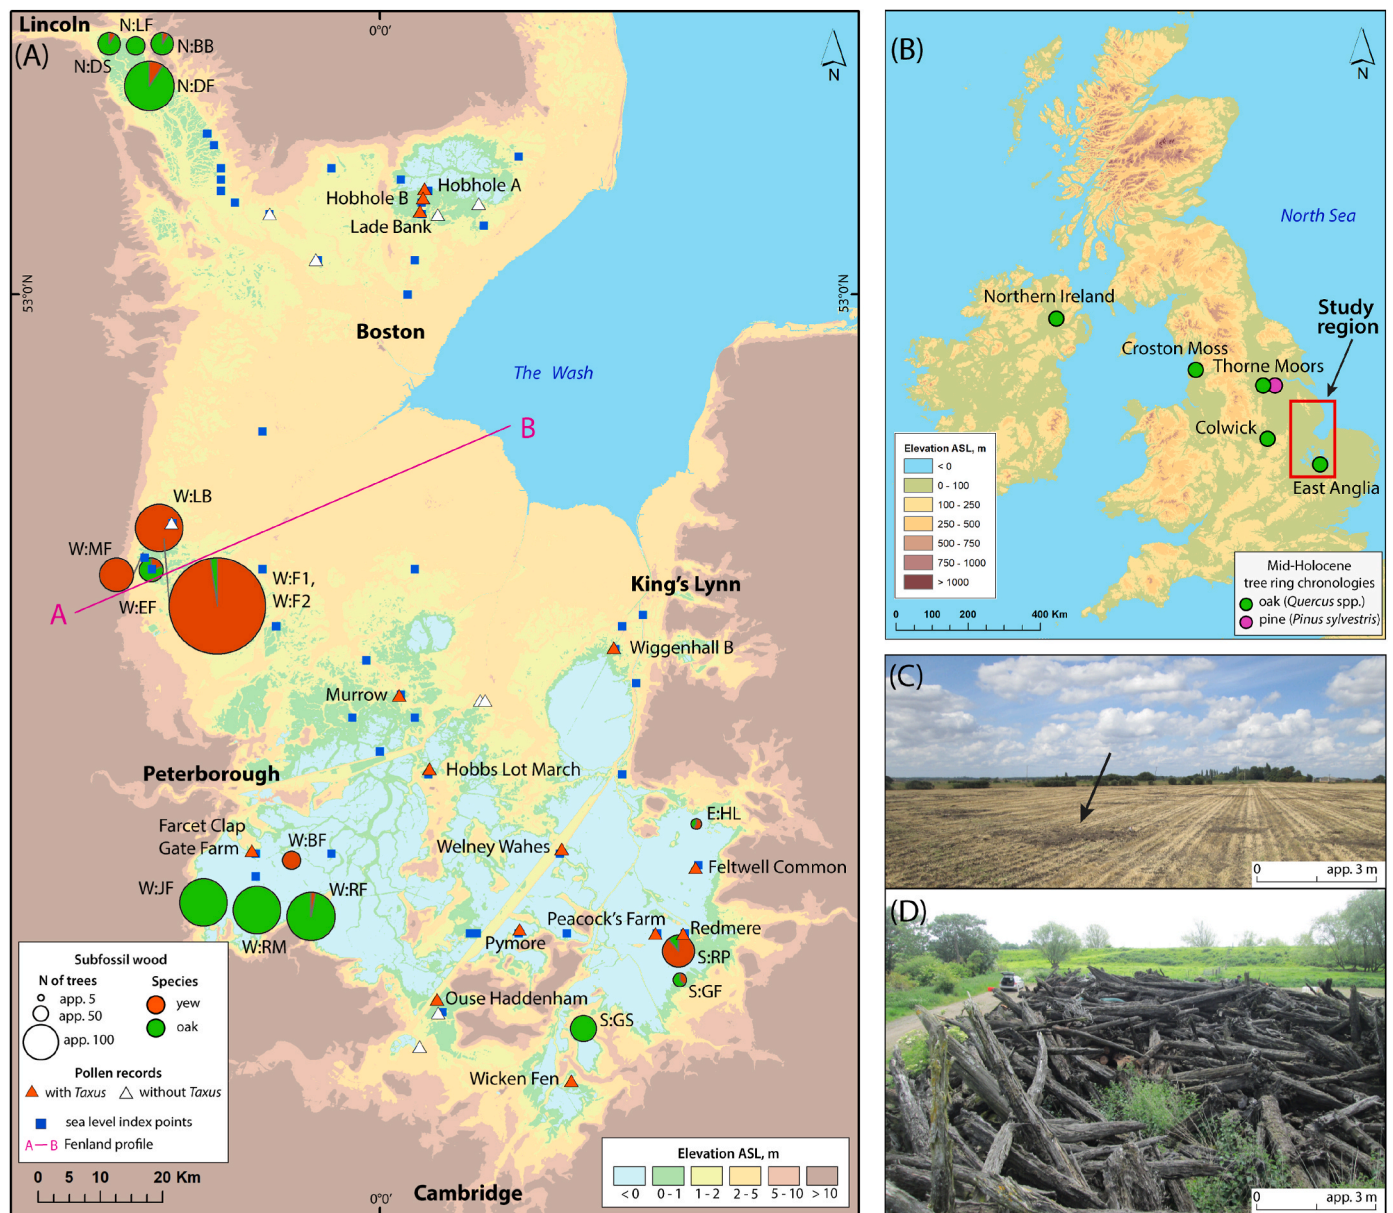 Lincoln
(A)
N:LF
N:BB
N:DS
N:DF
0°0'
N
Hobhole A
Hobhole B
Lade Bank
53°0'N
53°0'N
Boston
The Wash
B
W:LB
W:MF
W:EF
W:F1,
W:F2
A
King's Lynn
Wiggenhall B
Murrow
Peterborough
Hobbs Lot March
Farcet Clap
Gate Farm
W:BF
E:HL
Welney Wahes
Feltwell Common
W:JF
W:RF
W:RM
Peacock's Farm
Redmere
Pymore
S:RP
S:GF
Ouse Haddenham
S:GS
Wicken Fen
Cambridge
0°0'
Subfossil wood
N of trees
Species
app. 5
app. 50
app. 100
yew
oak
Pollen records
with Taxus
without Taxus
sea level index points
A — B Fenland profile
0 10 20 Km
Elevation ASL, m
< 0 0 - 1 1 - 2 2 - 5 5 - 10 > 10
(B)
N
North Sea
Northern Ireland
Study
region
Croston Moss
Thorne Moors
Colwick
East Anglia
Elevation ASL, m
< 0
0 - 100
100 - 250
250 - 500
500 - 750
750 - 1000
> 1000
0 100 200 400 Km
Mid-Holocene
tree ring chronologies
oak (Quercus spp.)
pine (Pinus sylvestris)
(C)
0 app. 3 m
(D)
0 app. 3 m